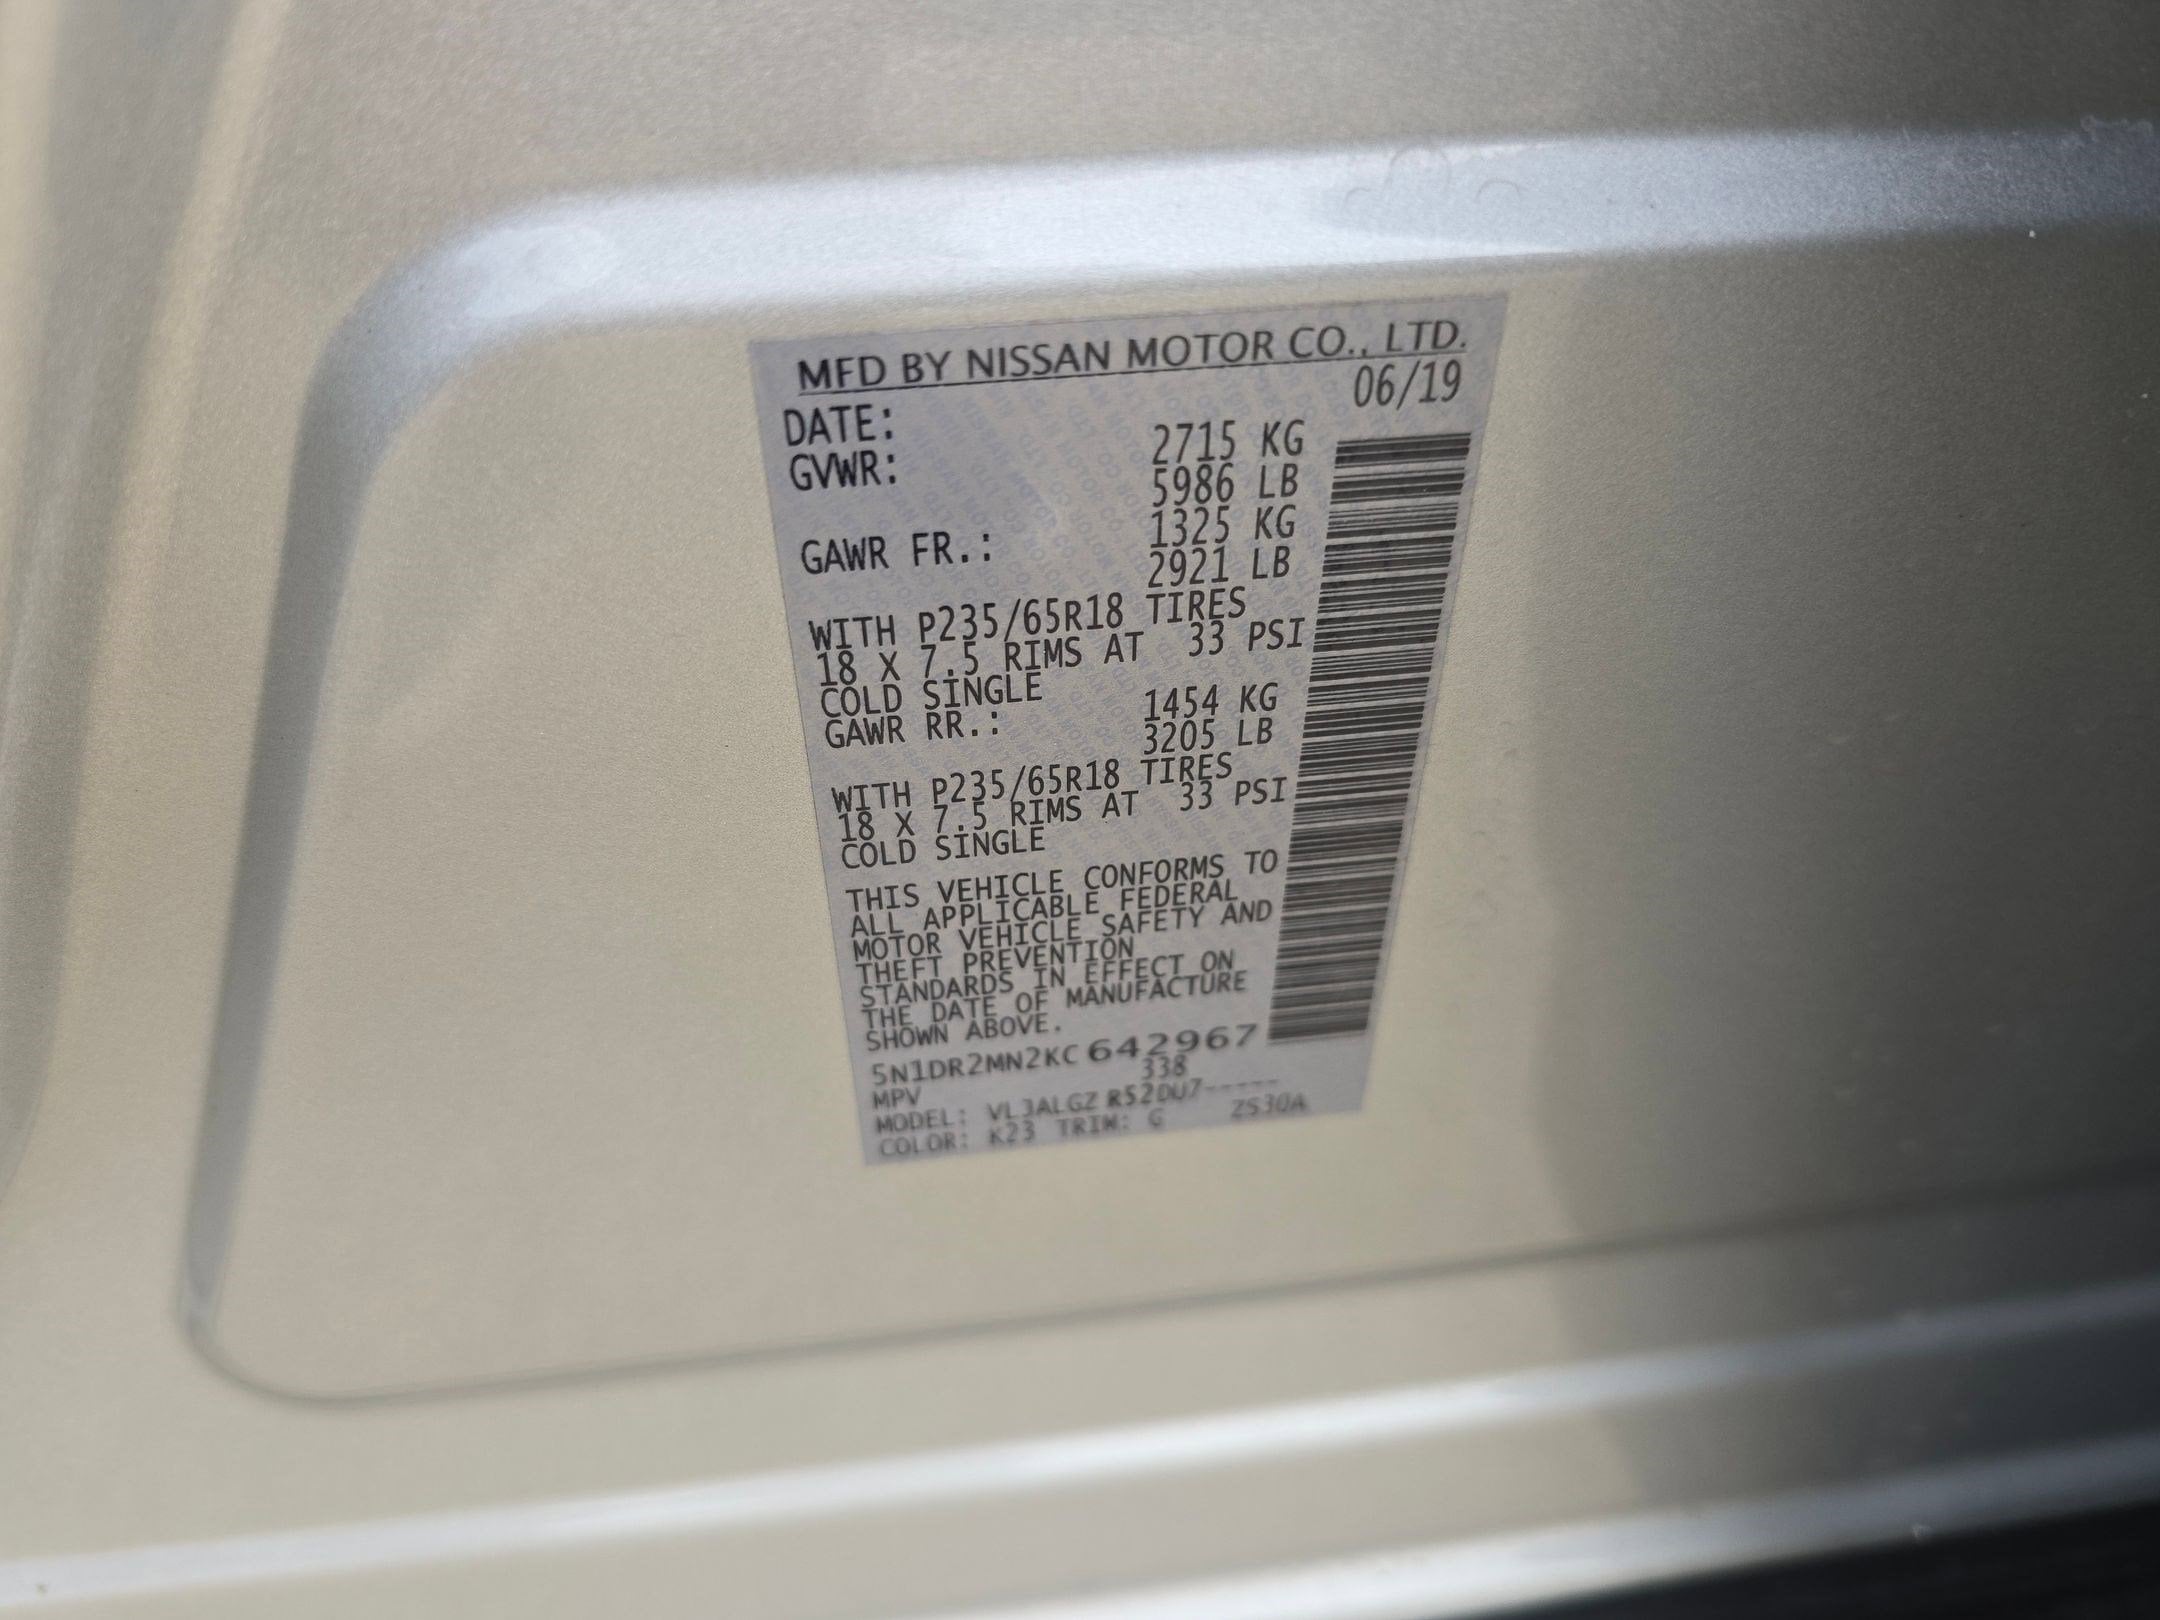 MFD BY NISSAN MOTOR CO., LTD.
DATE: 06/19
GVWR: 2715 KG
5986 LB
GAWR FR.: 1325 KG
2921 LB
WITH P235/65R18 TIRES
18 X 7.5 RIMS AT 33 PSI
COLD SINGLE
GAWR RR.: 1454 KG
3205 LB
WITH P235/65R18 TIRES
18 X 7.5 RIMS AT 33 PSI
COLD SINGLE
THIS VEHICLE CONFORMS TO
ALL APPLICABLE FEDERAL
MOTOR VEHICLE SAFETY AND
THEFT PREVENTION
STANDARDS IN EFFECT ON
THE DATE OF MANUFACTURE
SHOWN ABOVE.
5N1DR2MN2KC642967
MPV 338
MODEL: VL3ALGZ R52DU7-----
COLOR: K23 TRIM: G ZS30A